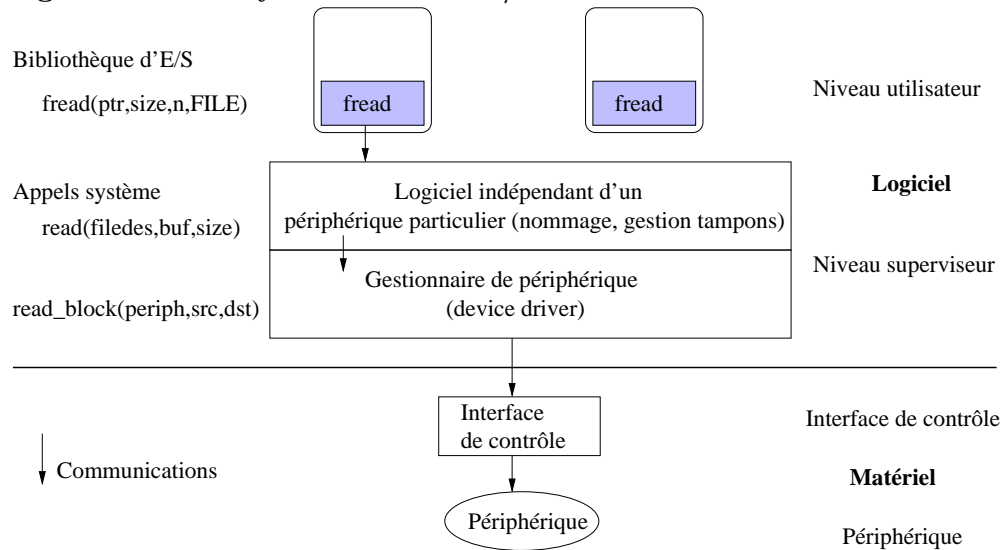 Bibliothèque d'E/S
fread(ptr,size,n,FILE)
fread
fread
Niveau utilisateur
Logiciel
Appels système
read(filedes,buf,size)
Logiciel indépendant d'un
périphérique particulier (nommage, gestion tampons)
Niveau superviseur
read_block(periph,src,dst)
Gestionnaire de périphérique
(device driver)
Interface
de contrôle
Interface de contrôle
Communications
Matériel
Périphérique
Périphérique